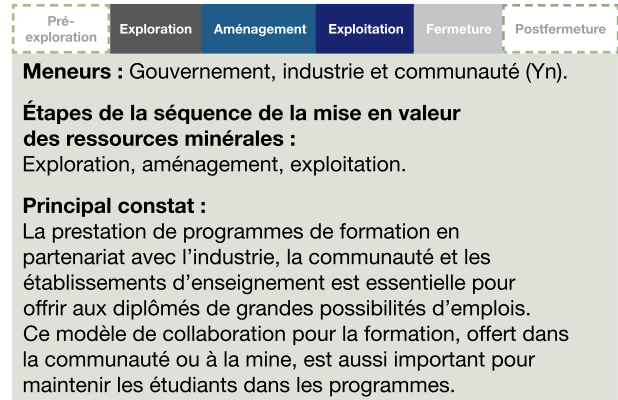 Pré-
exploration
Exploration
Aménagement
Exploitation
Fermeture
Postfermeture
Meneurs : Gouvernement, industrie et communauté (Yn).
Étapes de la séquence de la mise en valeur
des ressources minérales :
Exploration, aménagement, exploitation.
Principal constat :
La prestation de programmes de formation en
partenariat avec l’industrie, la communauté et les
établissements d’enseignement est essentielle pour
offrir aux diplômés de grandes possibilités d’emplois.
Ce modèle de collaboration pour la formation, offert dans
la communauté ou à la mine, est aussi important pour
maintenir les étudiants dans les programmes.